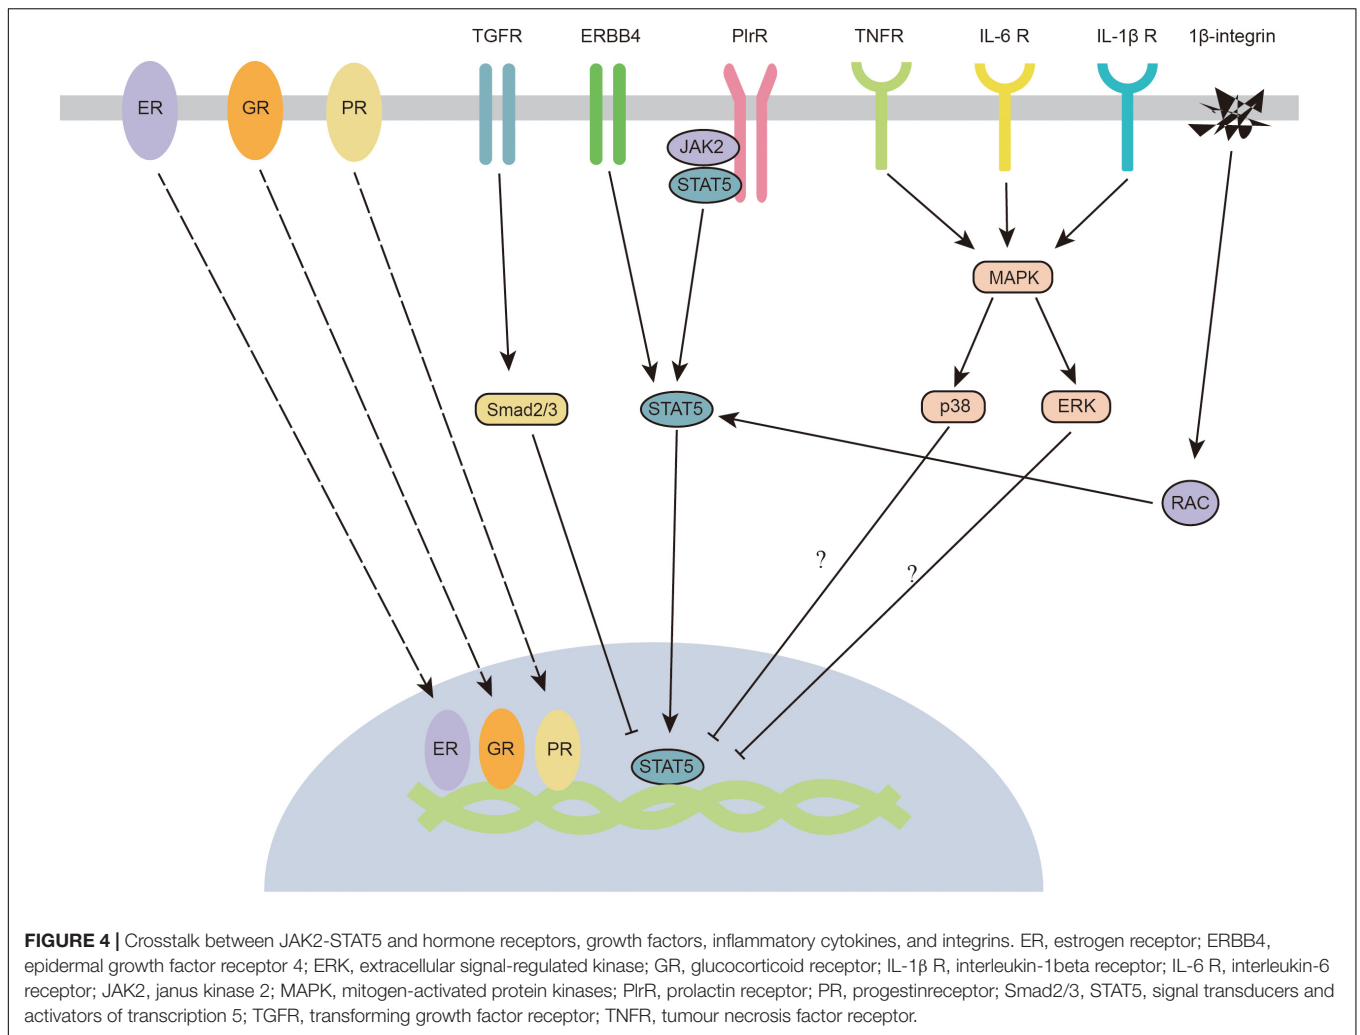 TGFR ERBB4 PlrR TNFR IL-6 R IL-1β R 1β-integrin
ER GR PR
JAK2
STAT5
MAPK
Smad2/3 STAT5 p38 ERK
RAC
? ?
ER GR PR
STAT5
FIGURE 4 | Crosstalk between JAK2-STAT5 and hormone receptors, growth factors, inflammatory cytokines, and integrins. ER, estrogen receptor; ERBB4,
epidermal growth factor receptor 4; ERK, extracellular signal-regulated kinase; GR, glucocorticoid receptor; IL-1β R, interleukin-1beta receptor; IL-6 R, interleukin-6
receptor; JAK2, janus kinase 2; MAPK, mitogen-activated protein kinases; PlrR, prolactin receptor; PR, progestinreceptor; Smad2/3, STAT5, signal transducers and
activators of transcription 5; TGFR, transforming growth factor receptor; TNFR, tumour necrosis factor receptor.